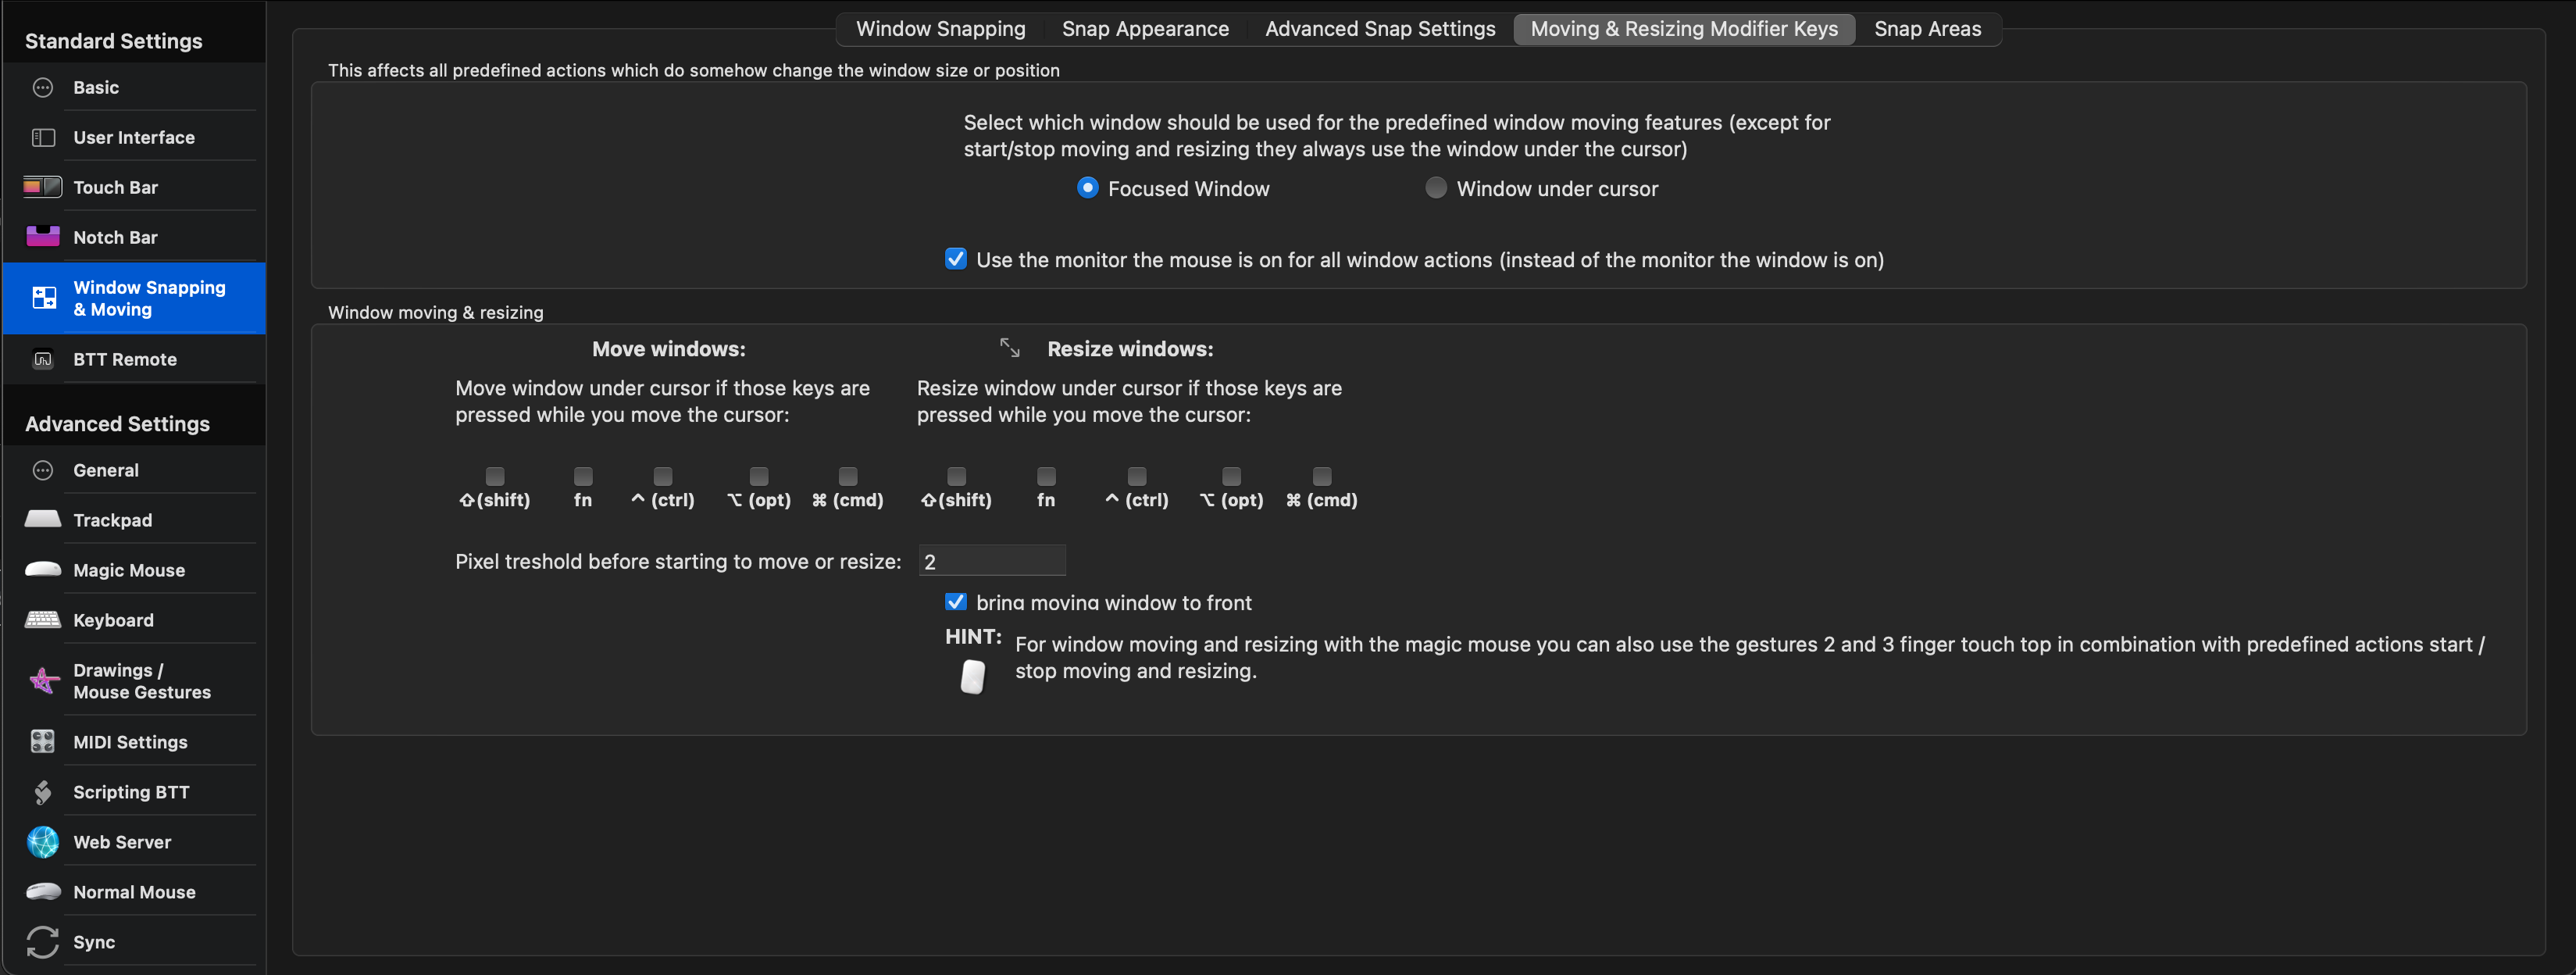 Standard Settings
Basic
User Interface
Touch Bar
Notch Bar
Window Snapping
& Moving
BTT Remote
Advanced Settings
General
Trackpad
Magic Mouse
Keyboard
Drawings /
Mouse Gestures
MIDI Settings
Scripting BTT
Web Server
Normal Mouse
Sync
Window Snapping Snap Appearance Advanced Snap Settings Moving & Resizing Modifier Keys Snap Areas
This affects all predefined actions which do somehow change the window size or position
Select which window should be used for the predefined window moving features (except for
start/stop moving and resizing they always use the window under the cursor)
Focused Window Window under cursor
Use the monitor the mouse is on for all window actions (instead of the monitor the window is on)
Window moving & resizing
Move windows:
Move window under cursor if those keys are
pressed while you move the cursor:
⇧(shift) fn ^ (ctrl) ⌥ (opt) ⌘ (cmd)
Resize windows:
Resize window under cursor if those keys are
pressed while you move the cursor:
⇧(shift) fn ^ (ctrl) ⌥ (opt) ⌘ (cmd)
Pixel treshold before starting to move or resize: 2
bring moving window to front
HINT: For window moving and resizing with the magic mouse you can also use the gestures 2 and 3 finger touch top in combination with predefined actions start /
stop moving and resizing.